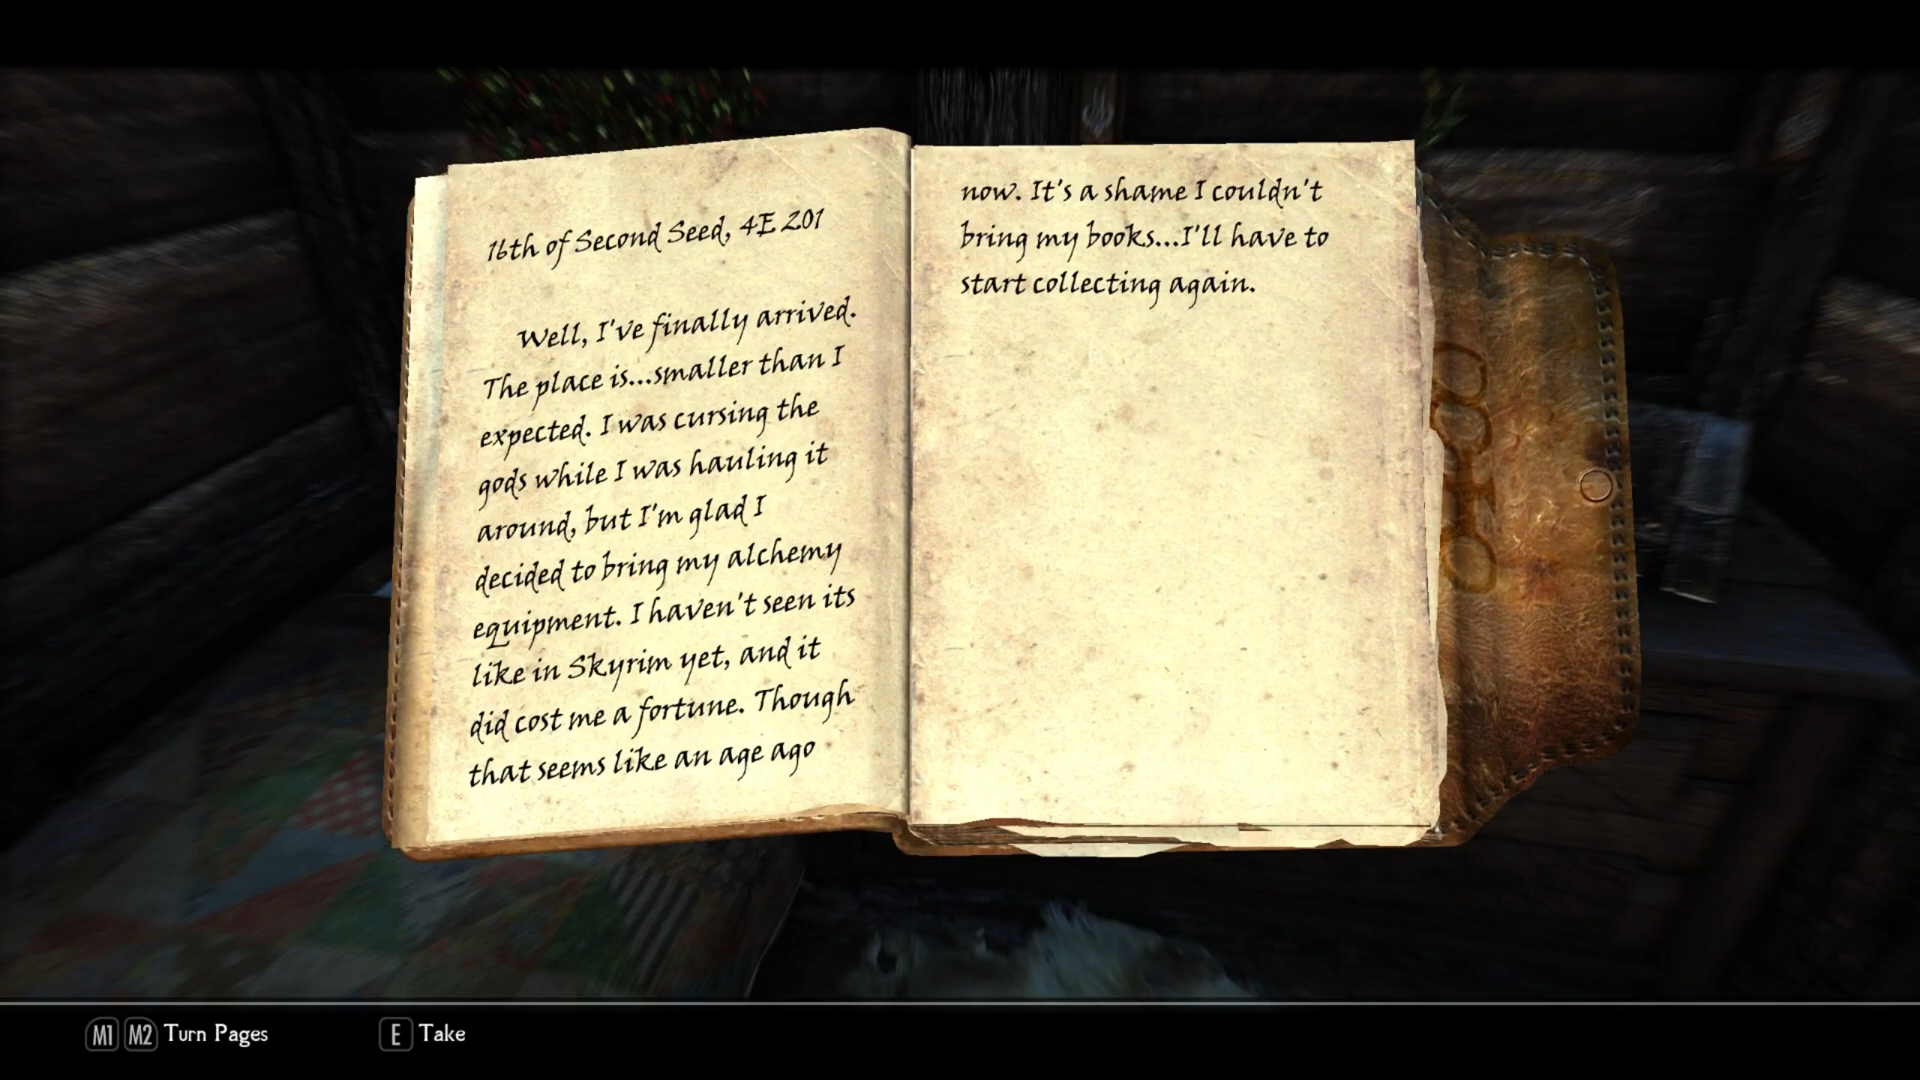 16th of Second Seed, 4E 201
Well, I've finally arrived.
The place is...smaller than I
expected. I was cursing the
gods while I was hauling it
around, but I'm glad I
decided to bring my alchemy
equipment. I haven't seen its
like in Skyrim yet, and it
did cost me a fortune. Though
that seems like an age ago
now. It's a shame I couldn't
bring my books...I'll have to
start collecting again.
M1 M2 Turn Pages
E Take